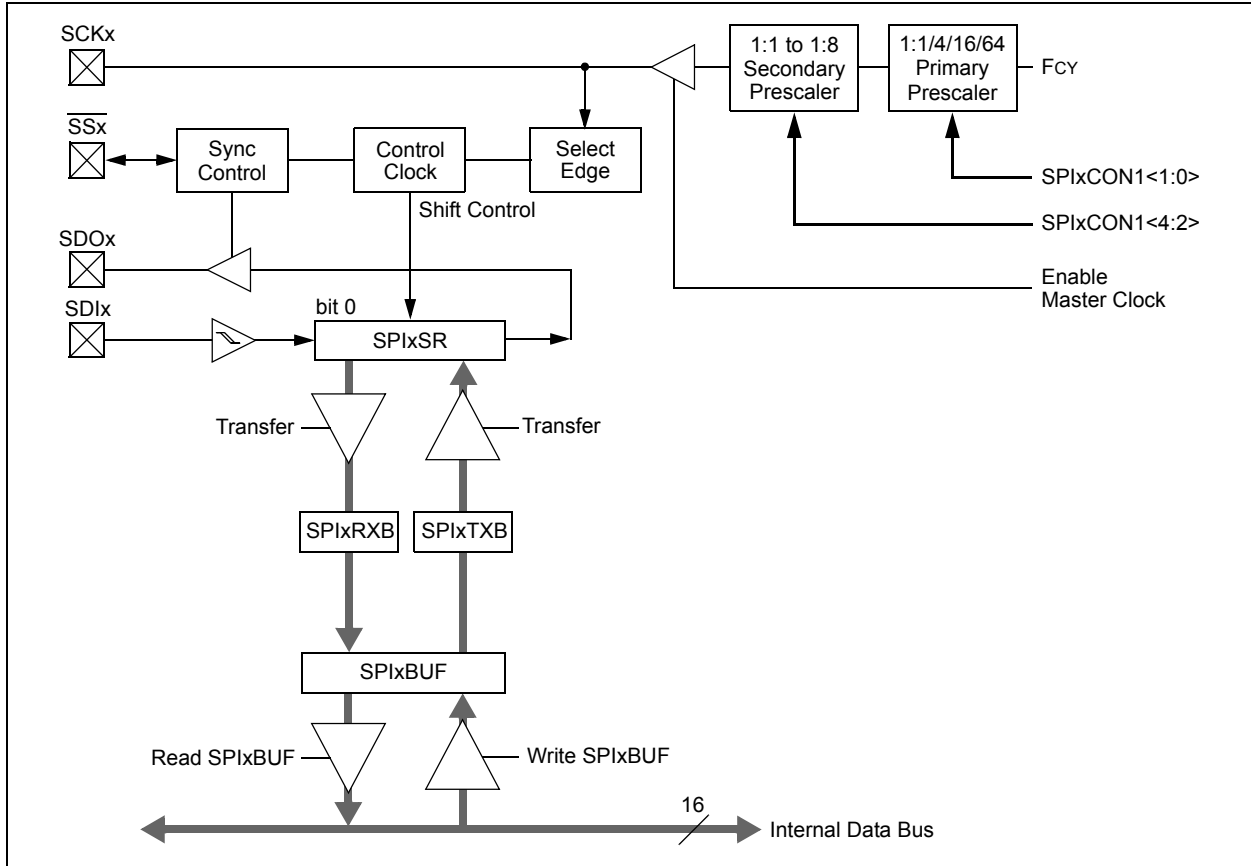 SCKx
1:1 to 1:8
Secondary
Prescaler
1:1/4/16/64
Primary
Prescaler
FCY
SSx
Sync
Control
Control
Clock
Select
Edge
SPIxCON1<1:0>
Shift Control
SPIxCON1<4:2>
SDOx
Enable
Master Clock
SDIx
bit 0
SPIxSR
Transfer
Transfer
SPIxRXB
SPIxTXB
SPIxBUF
Read SPIxBUF
Write SPIxBUF
16
Internal Data Bus